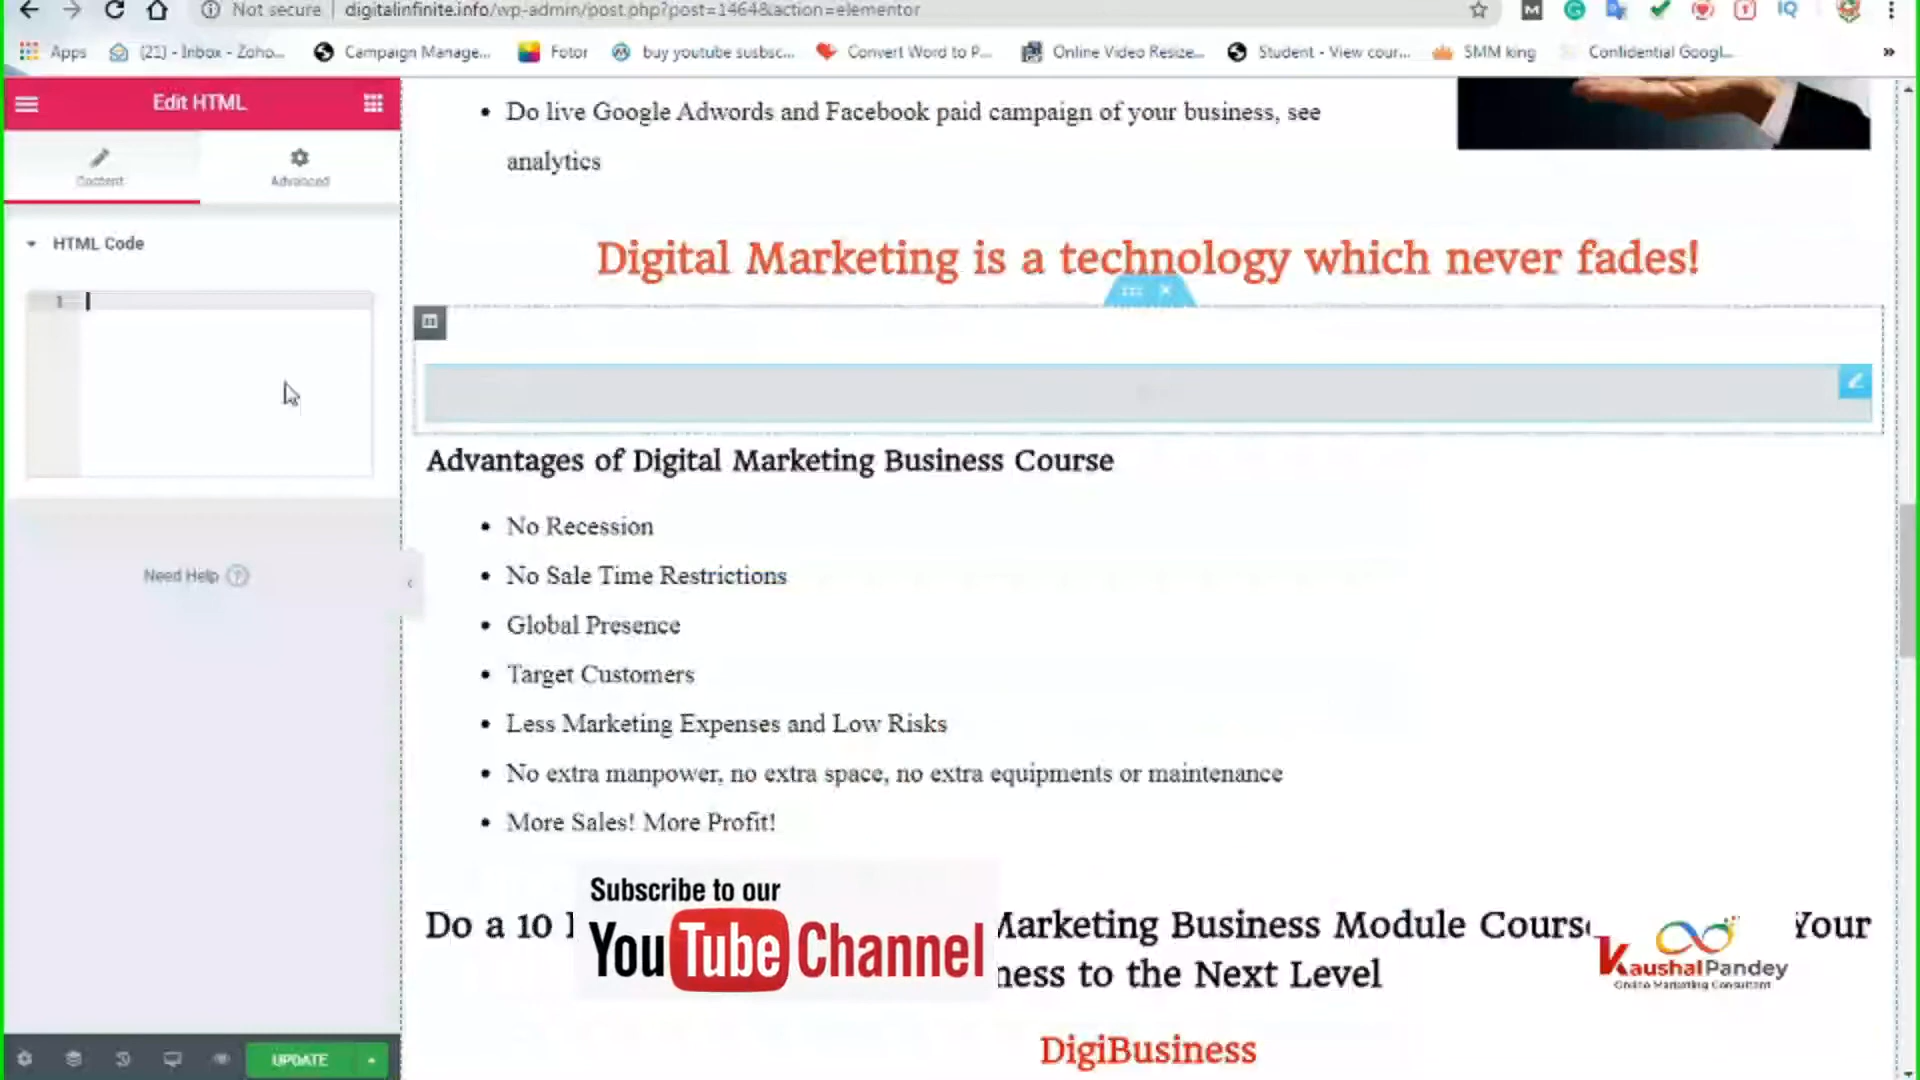 Not secure | digitalinfinite.info/wp-admin/post.php?post=1464&action=elementor
Apps (21) - Inbox - Zoho... Campaign Manage... Fotor buy youtube susbsc... Convert Word to P... Online Video Resize... Student - View cour... SMM king Confidential Googl... »
Edit HTML
Content Advanced
HTML Code
1
Need Help ?
UPDATE
Do live Google Adwords and Facebook paid campaign of your business, see
analytics
Digital Marketing is a technology which never fades!
Advantages of Digital Marketing Business Course
No Recession
No Sale Time Restrictions
Global Presence
Target Customers
Less Marketing Expenses and Low Risks
No extra manpower, no extra space, no extra equipments or maintenance
More Sales! More Profit!
Do a 10 Marketing Business Module Course Your
ness to the Next Level
DigiBusiness
Subscribe to our
YouTube Channel
KaushalPandey
Online Marketing Consultant